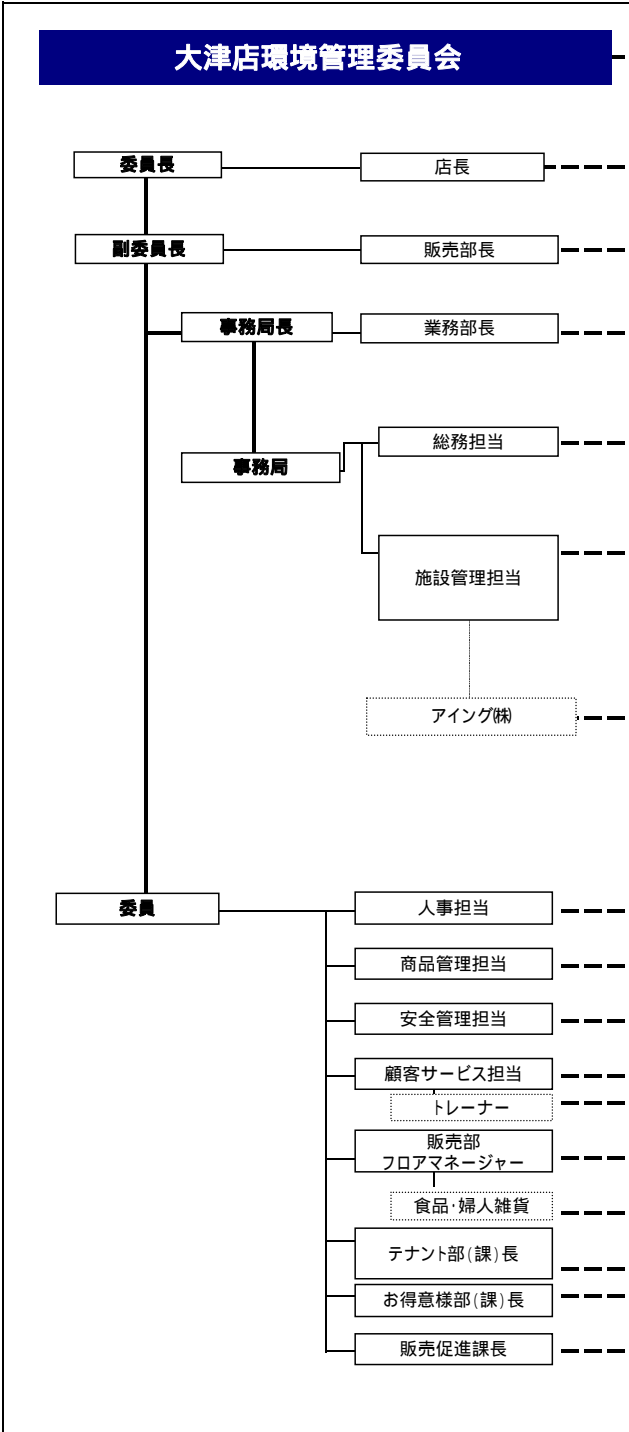 大津店環境管理委員会
委員長
店長
副委員長
販売部長
事務局長
業務部長
総務担当
事務局
施設管理担当
アイング㈱
委員
人事担当
商品管理担当
安全管理担当
顧客サービス担当
トレーナー
販売部
フロアマネージャー
食品・婦人雑貨
テナント部(課)長
お得意様部(課)長
販売促進課長